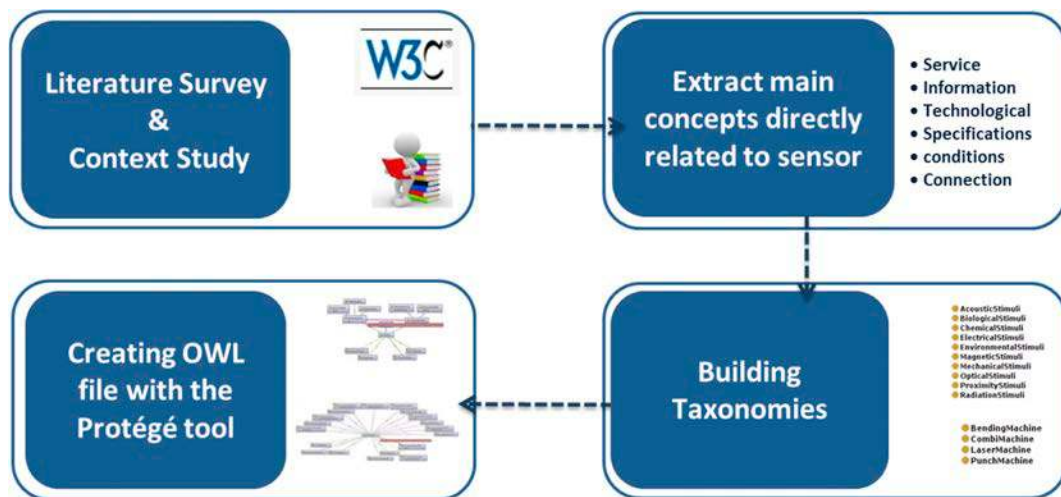 Literature Survey
&
Context Study
W3C®
Extract main
concepts directly
related to sensor
• Service
• Information
• Technological
• Specifications
• conditions
• Connection
Creating OWL
file with the
Protégé tool
Building
Taxonomies
AcousticStimuli
BiologicalStimuli
ChemicalStimuli
ElectricalStimuli
EnvironmentalStimuli
MagneticStimuli
MechanicalStimuli
OpticalStimuli
ProximityStimuli
RadiationStimuli
BendingMachine
CombiMachine
LaserMachine
PunchMachine